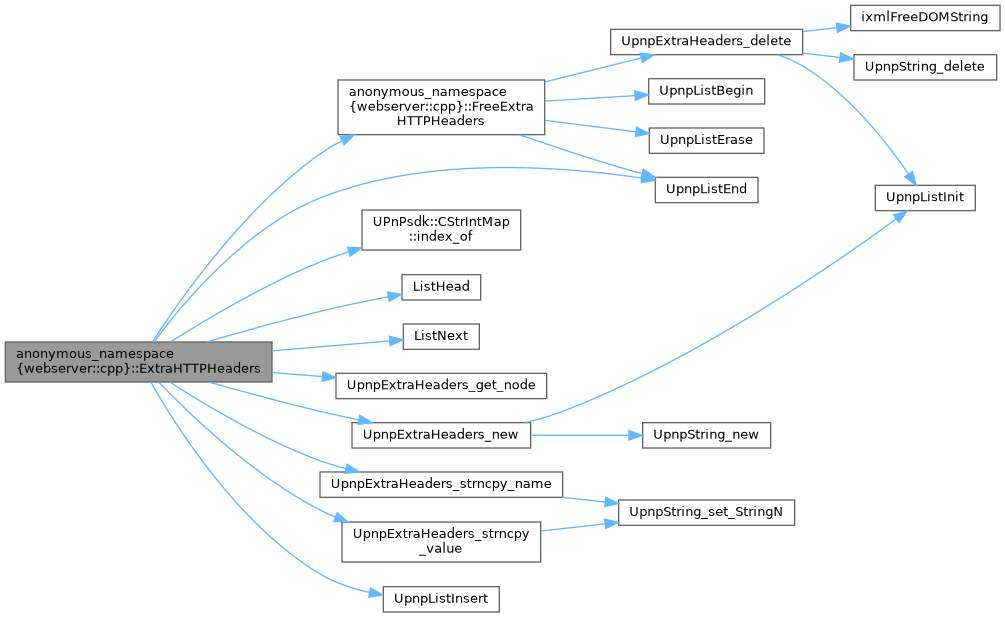 ixmlFreeDOMString
UpnpExtraHeaders_delete
UpnpString_delete
anonymous_namespace
{webserver::cpp}::FreeExtra
HTTPHeaders
UpnpListBegin
UpnpListErase
UpnpListEnd
UpnpListInit
UPnPsdk::CStrIntMap
::index_of
ListHead
ListNext
anonymous_namespace
{webserver::cpp}::ExtraHTTPHeaders
UpnpExtraHeaders_get_node
UpnpExtraHeaders_new
UpnpString_new
UpnpExtraHeaders_strncpy_name
UpnpString_set_StringN
UpnpExtraHeaders_strncpy
_value
UpnpListInsert